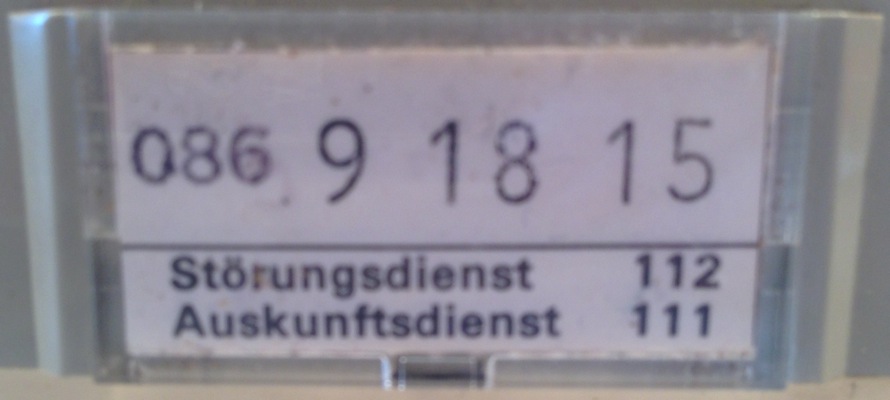 086 9 18 15
Störungsdienst 112
Auskunftsdienst 111